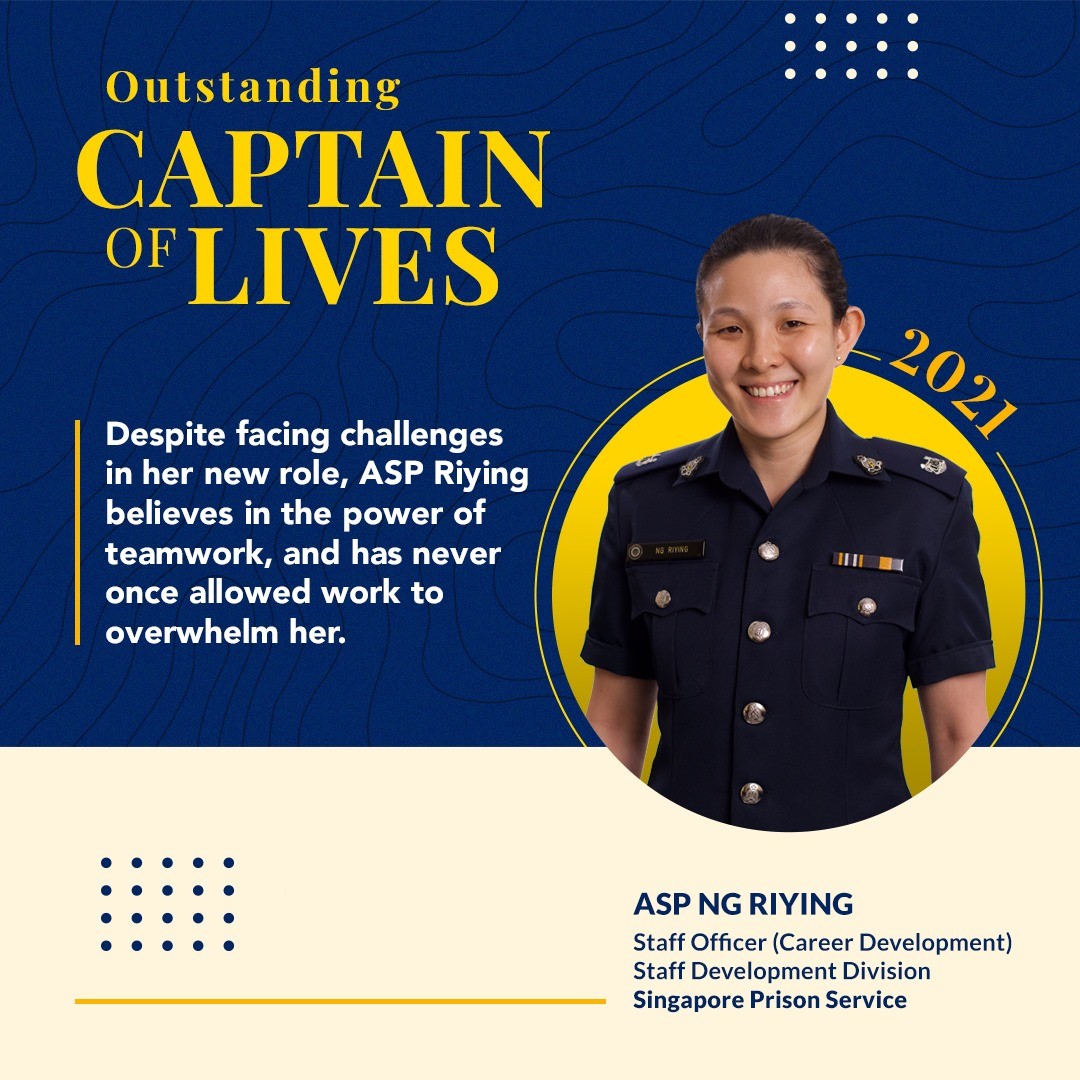 Outstanding
CAPTAIN
OF LIVES
2021
Despite facing challenges
in her new role, ASP Riying
believes in the power of
teamwork, and has never
once allowed work to
overwhelm her.
NG RIYING
ASP NG RIYING
Staff Officer (Career Development)
Staff Development Division
Singapore Prison Service